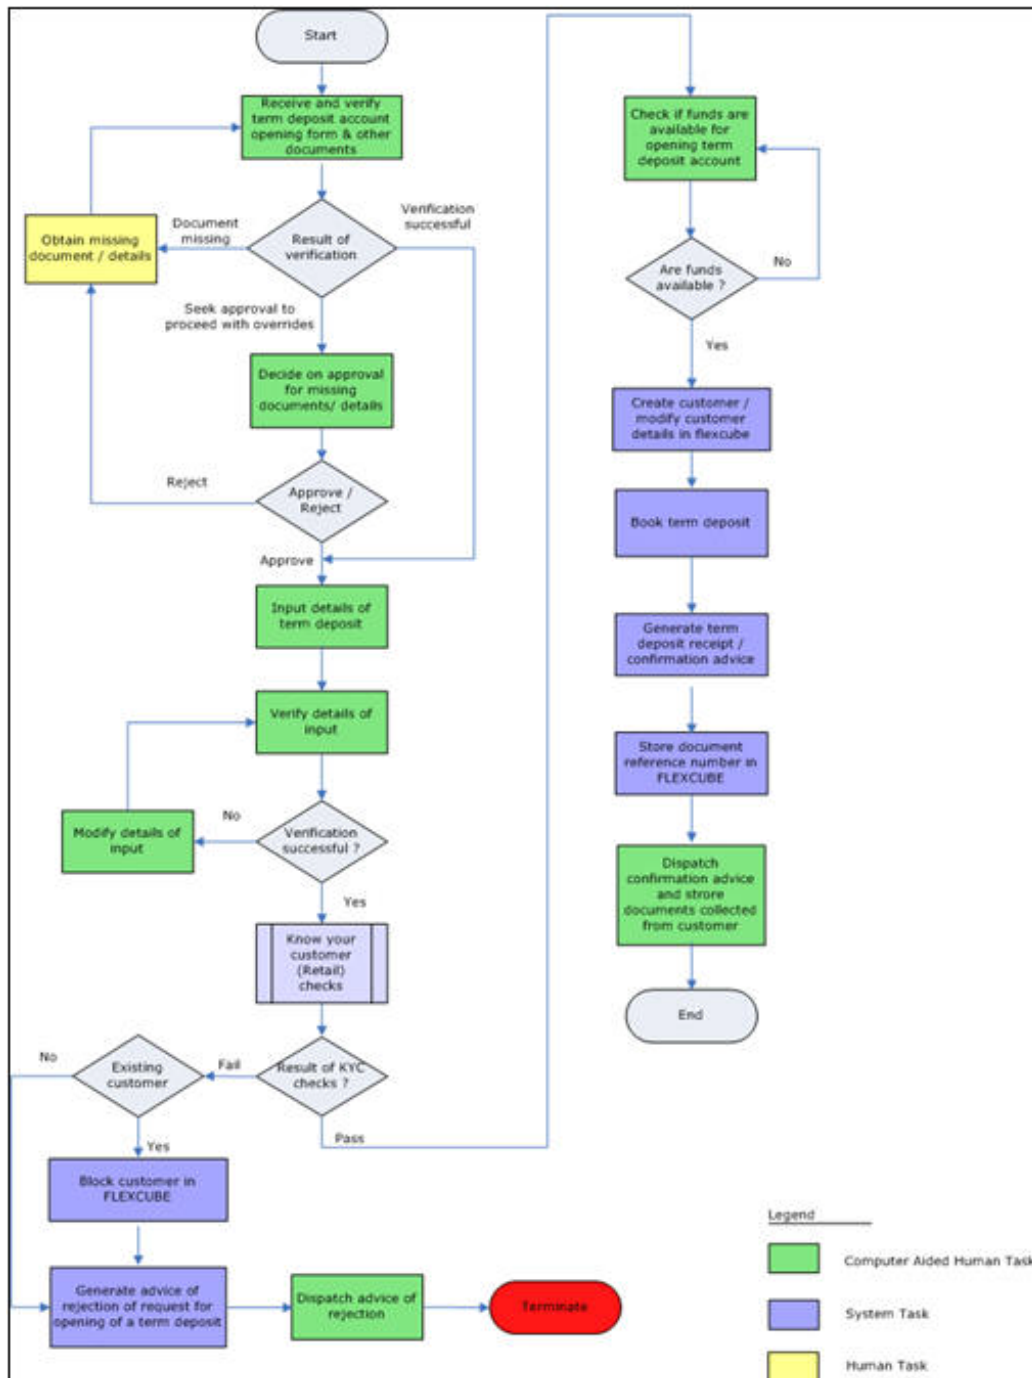 Start
Receive and verify
term deposit account
opening form & other
documents
Verification
successful
Document
missing
Obtain missing
document / details
Result of
verification
Seek approval to
proceed with overrides
Decide on approval
for missing
documents/ details
Reject
Approve /
Reject
Approve
Input details of
term deposit
Verify details of
input
No
Modify details of
input
Verification
successful ?
Yes
Know your
customer
(Retail)
checks
No
Existing
customer
Fail
Result of KYC
checks ?
Pass
Yes
Block customer in
FLEXCUBE
Generate advice of
rejection of request for
opening of a term deposit
Dispatch advice of
rejection
Terminate
Check if funds are
available for
opening term
deposit account
Are funds
available ?
No
Yes
Create customer /
modify customer
details in flexcube
Book term deposit
Generate term
deposit receipt /
confirmation advice
Store document
reference number in
FLEXCUBE
Dispatch
confirmation advice
and strore
documents collected
from customer
End
Legend
Computer Aided Human Task
System Task
Human Task